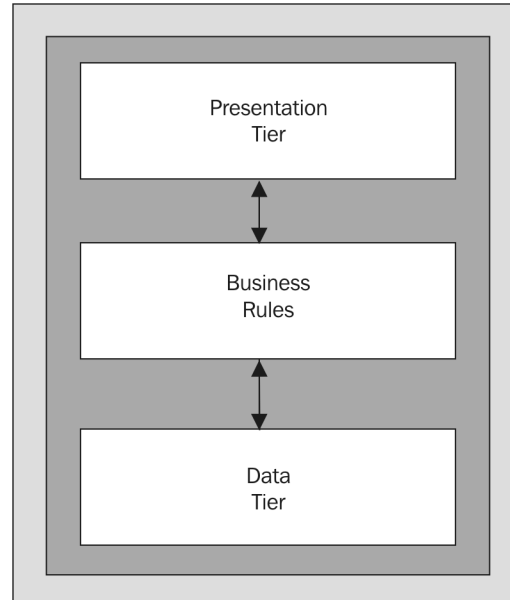 Presentation
Tier
Business
Rules
Data
Tier